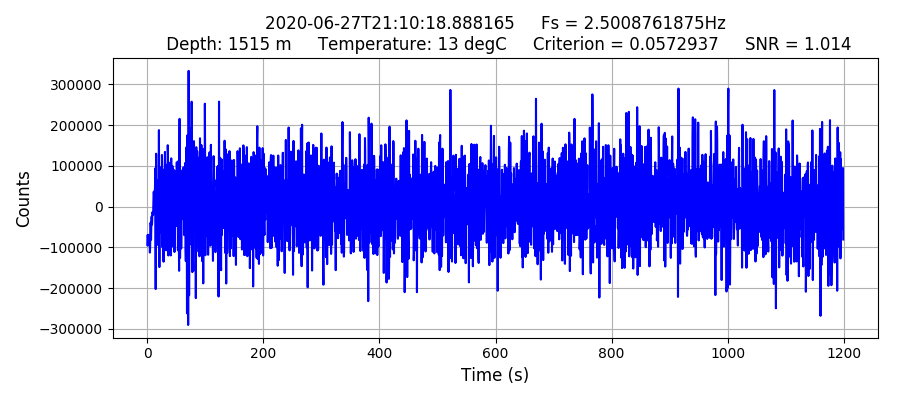 2020-06-27T21:10:18.888165 Fs = 2.5008761875Hz
Depth: 1515 m Temperature: 13 degC Criterion = 0.0572937 SNR = 1.014
300000
200000
100000
0
−100000
−200000
−300000
Counts
0 200 400 600 800 1000 1200
Time (s)